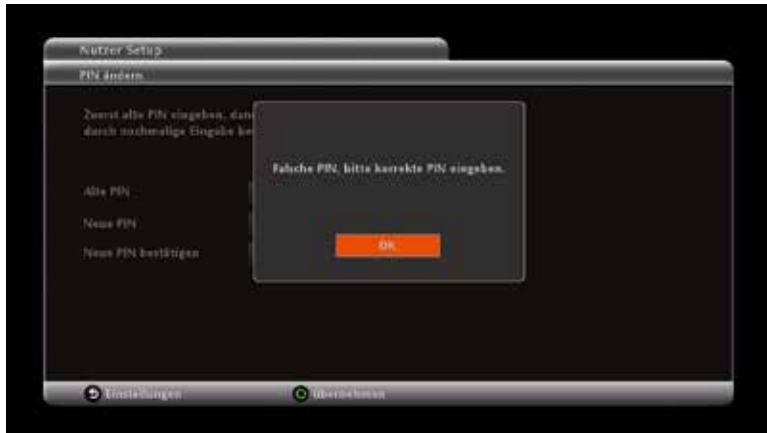 Nutzer Setup
PIN ändern
Zuerst alte PIN eingeben, dan
durch nochmalige Eingabe be
Falsche PIN, bitte korrekte PIN eingeben.
Alte PIN
Neue PIN
OK
Neue PIN bestätigen
Einstellungen
übernehmen